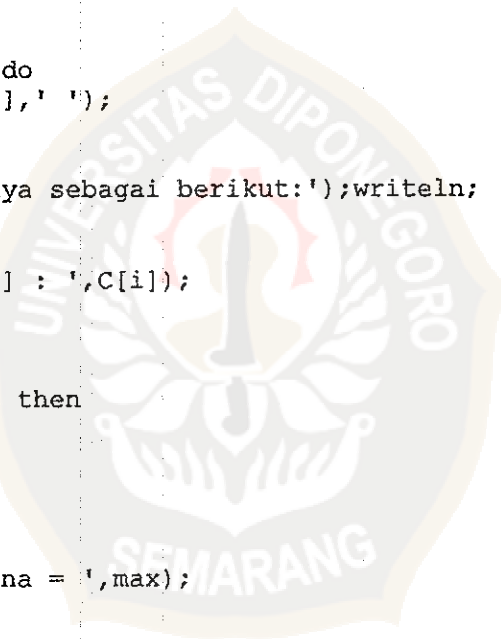 do
],' ');
ya sebagai berikut:');writeln;
] : ',C[i]);
then
na = ',max);
UNIVERSITAS DIPONEGORO
SEMARANG